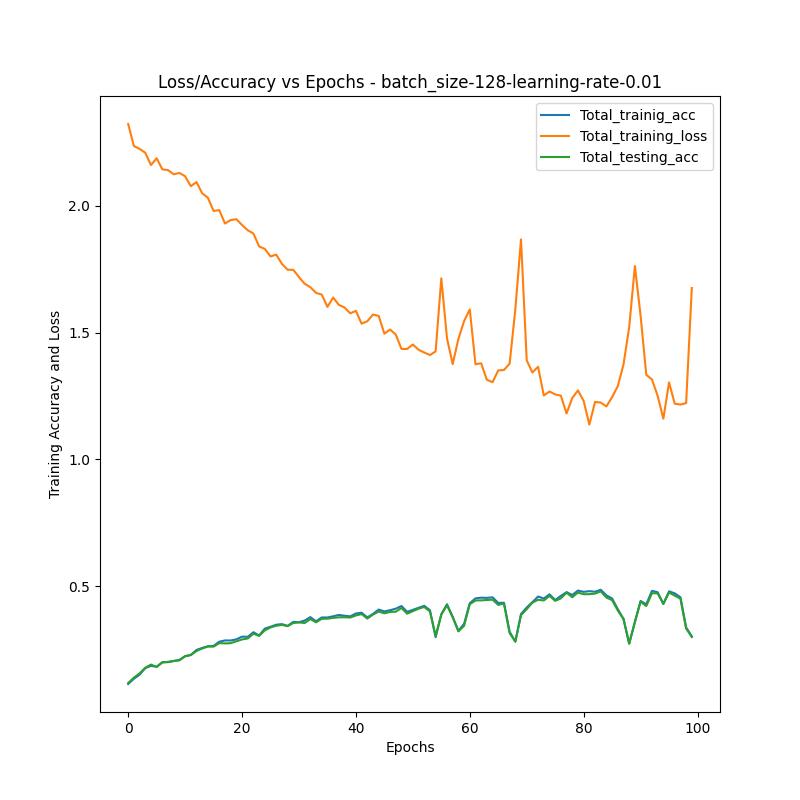 Loss/Accuracy vs Epochs - batch_size-128-learning-rate-0.01
Total_trainig_acc
Total_training_loss
Total_testing_acc
2.0
1.5
1.0
0.5
Training Accuracy and Loss
0 20 40 60 80 100
Epochs